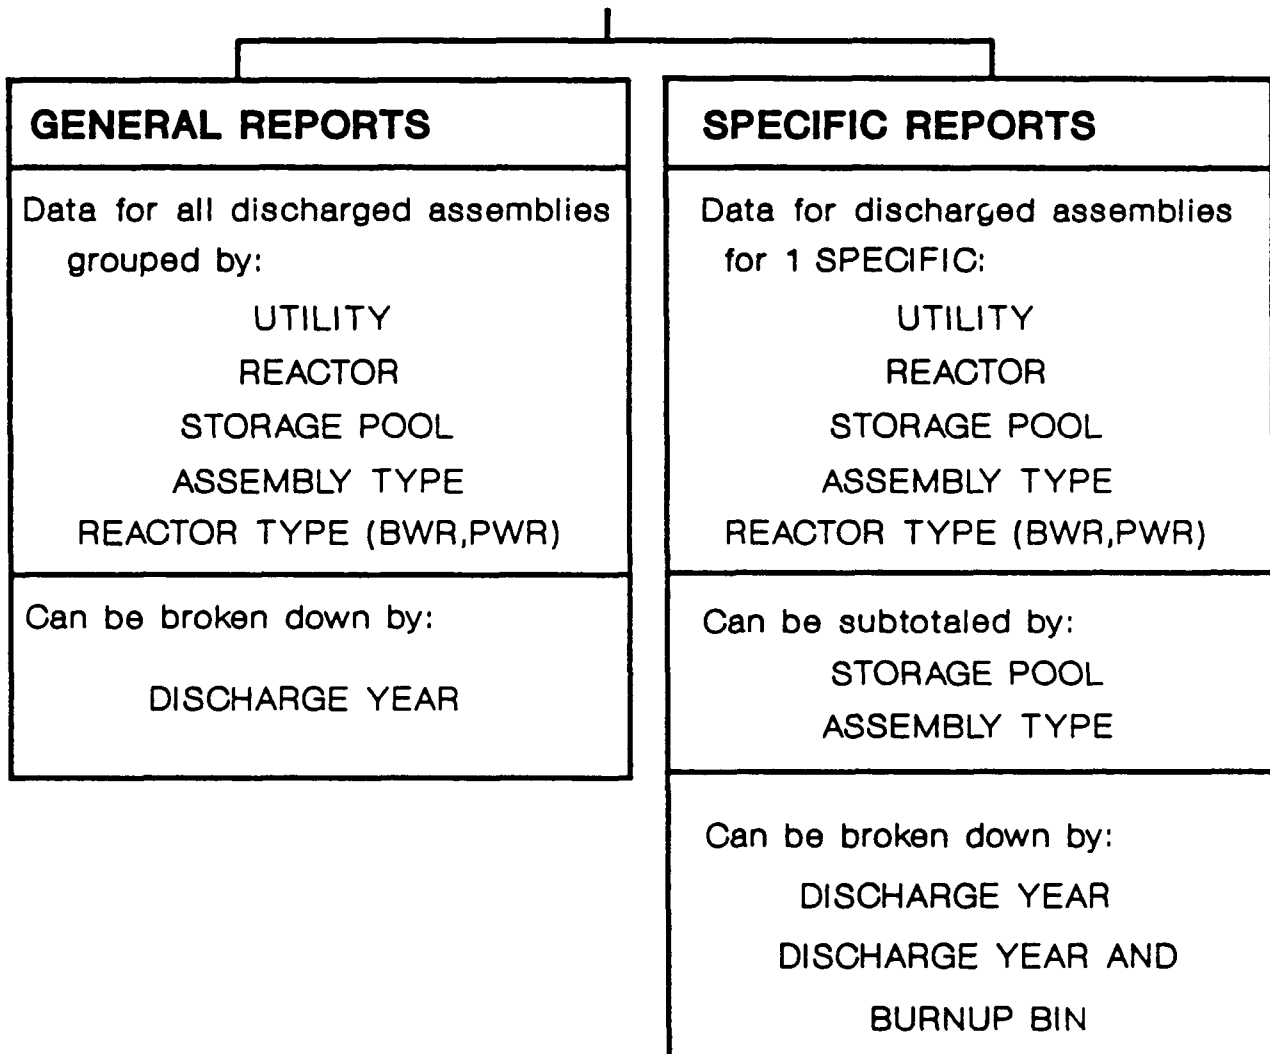 GENERAL REPORTS
Data for all discharged assemblies
grouped by:
UTILITY
REACTOR
STORAGE POOL
ASSEMBLY TYPE
REACTOR TYPE (BWR,PWR)
Can be broken down by:
DISCHARGE YEAR
SPECIFIC REPORTS
Data for discharged assemblies
for 1 SPECIFIC:
UTILITY
REACTOR
STORAGE POOL
ASSEMBLY TYPE
REACTOR TYPE (BWR,PWR)
Can be subtotaled by:
STORAGE POOL
ASSEMBLY TYPE
Can be broken down by:
DISCHARGE YEAR
DISCHARGE YEAR AND
BURNUP BIN